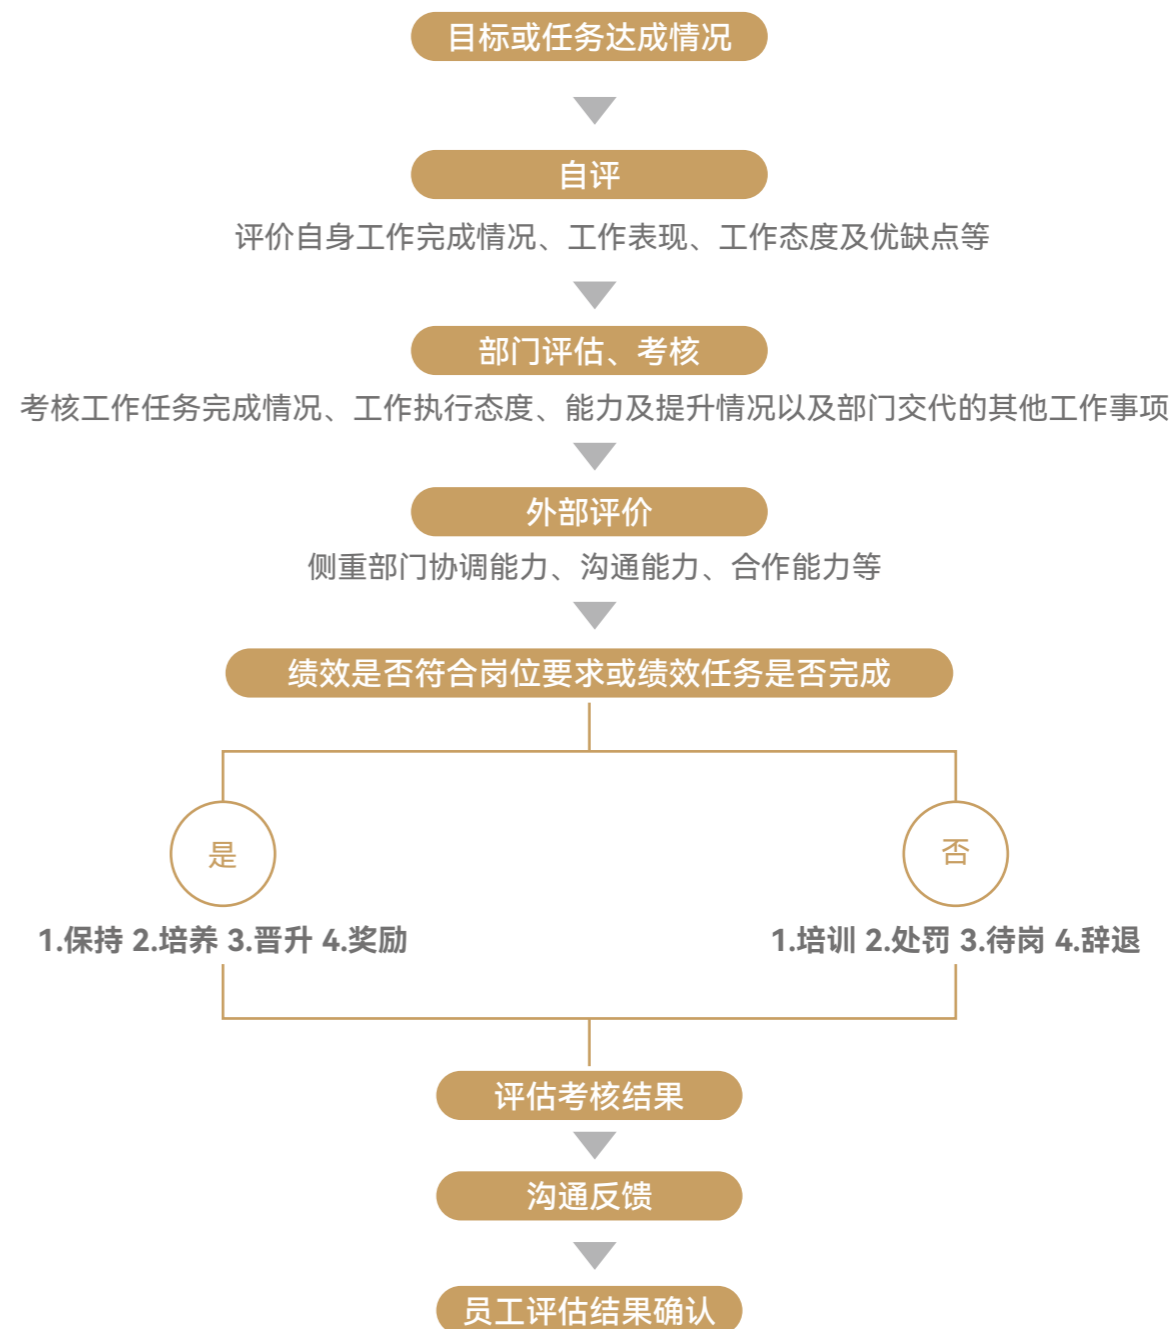 目标或任务达成情况
自评
评价自身工作完成情况、工作表现、工作态度及优缺点等
部门评估、考核
考核工作任务完成情况、工作执行态度、能力及提升情况以及部门交代的其他工作事项
外部评价
侧重部门协调能力、沟通能力、合作能力等
绩效是否符合岗位要求或绩效任务是否完成
是
否
1.保持 2.培养 3.晋升 4.奖励
1.培训 2.处罚 3.待岗 4.辞退
评估考核结果
沟通反馈
员工评估结果确认